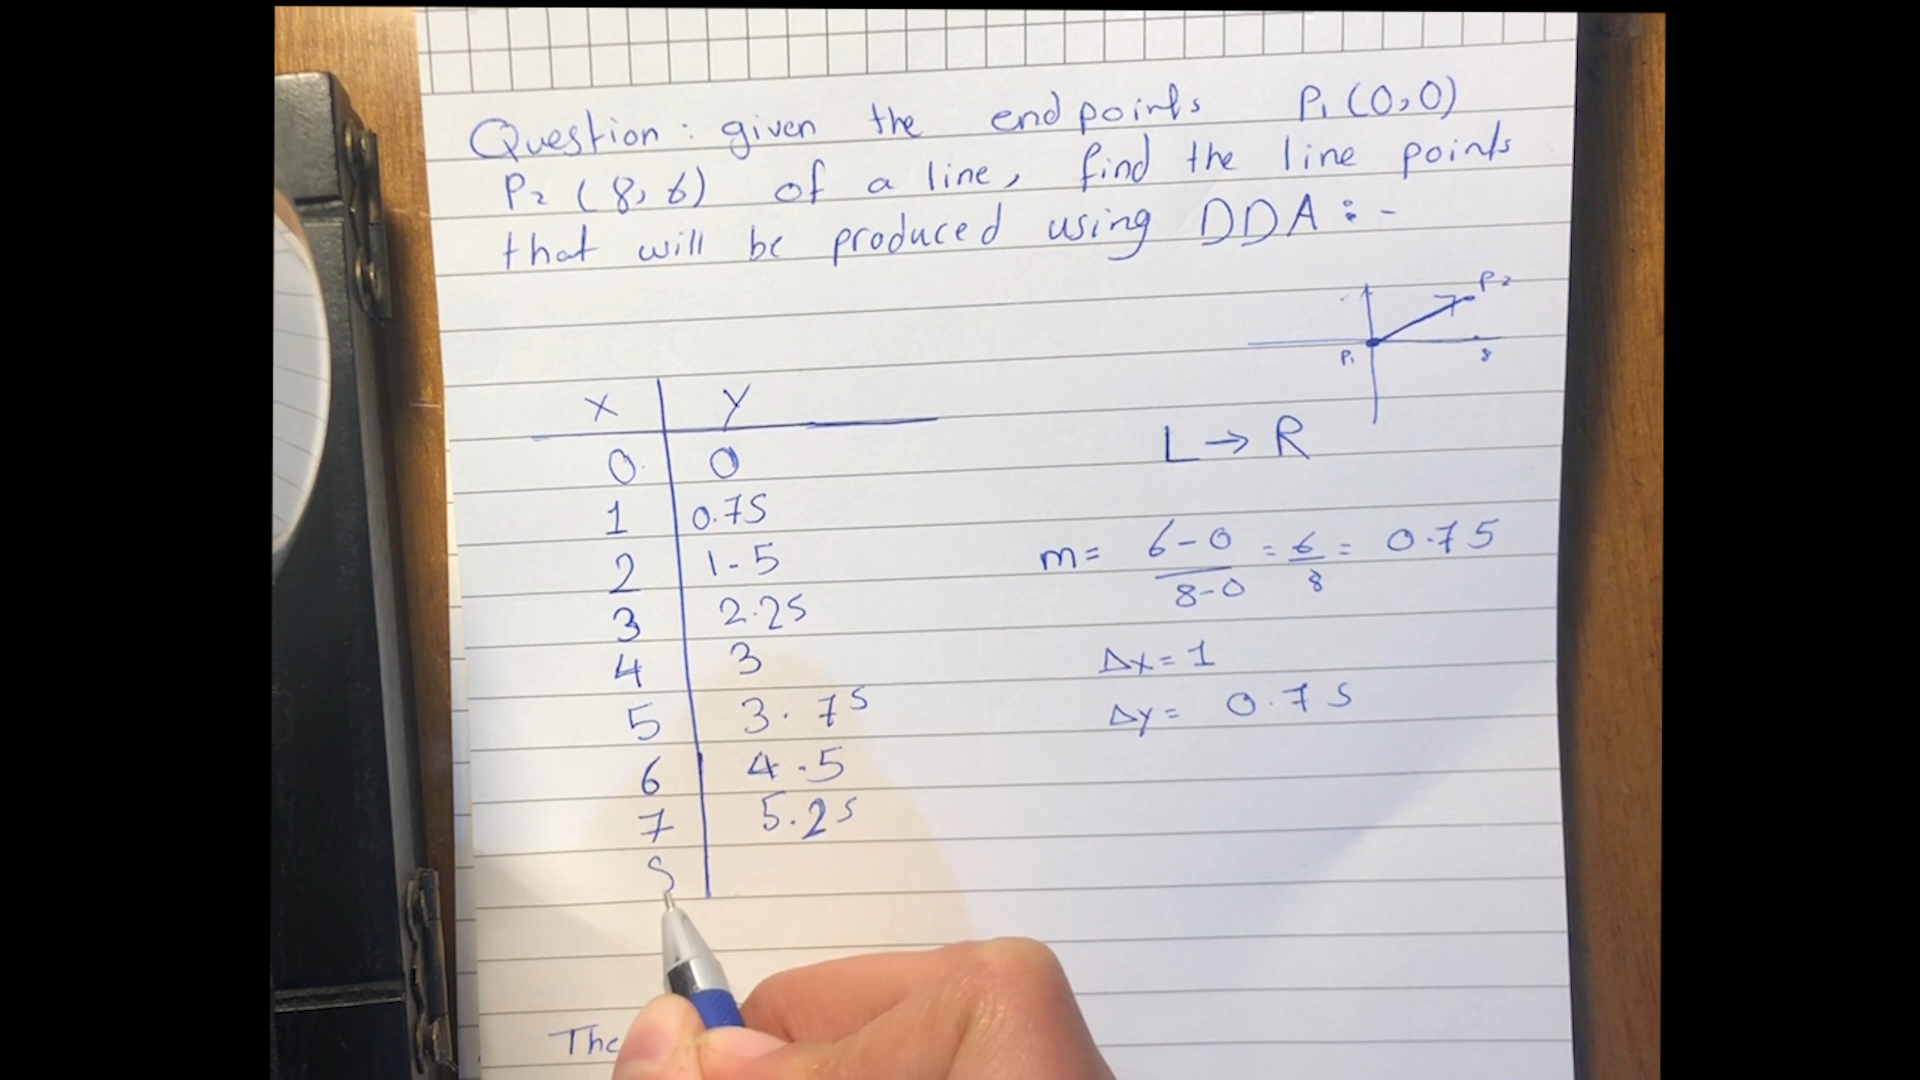 Question: given the endpoints P1 (0,0)
P2 (8,6) of a line, find the line points
that will be produced using DDA:-
P2
P1 8
L → R
X Y
0 0
1 0.75
2 1.5
3 2.25
4 3
5 3.75
6 4.5
7 5.25
m = 6-0/8-0 = 6/8 = 0.75
Δx = 1
Δy = 0.75
The